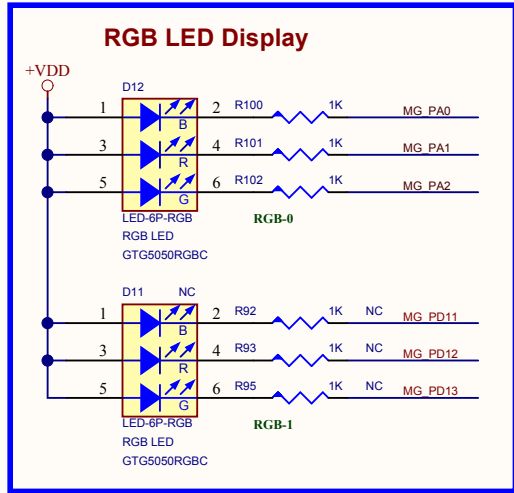 RGB LED Display
+VDD
D12
1 2 R100 1K MG_PA0
B
3 4 R101 1K MG_PA1
R
5 6 R102 1K MG_PA2
G
LED-6P-RGB RGB-0
RGB LED
GTG5050RGBC
D11 NC
1 2 R92 1K NC MG_PD11
B
3 4 R93 1K NC MG_PD12
R
5 6 R95 1K NC MG_PD13
G
LED-6P-RGB RGB-1
RGB LED
GTG5050RGBC